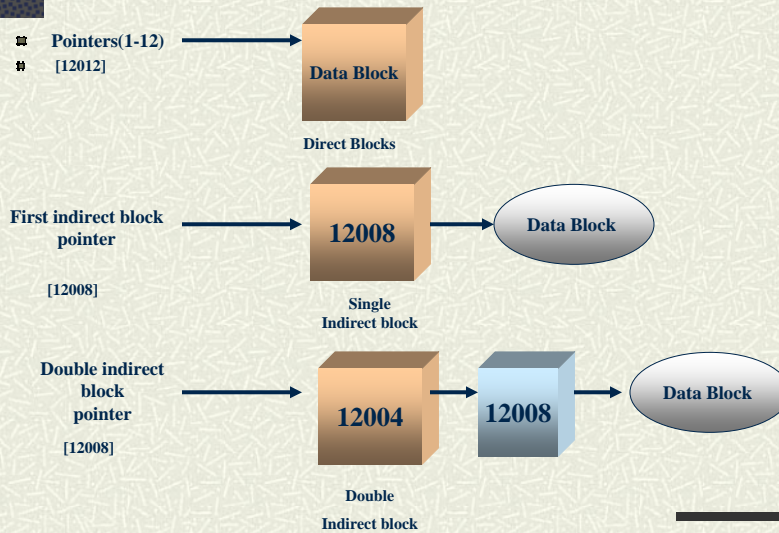 Pointers(1-12)
[12012]
Data Block
Direct Blocks
First indirect block
pointer
[12008]
12008
Data Block
Single
Indirect block
Double indirect
block
pointer
[12008]
12004
12008
Data Block
Double
Indirect block